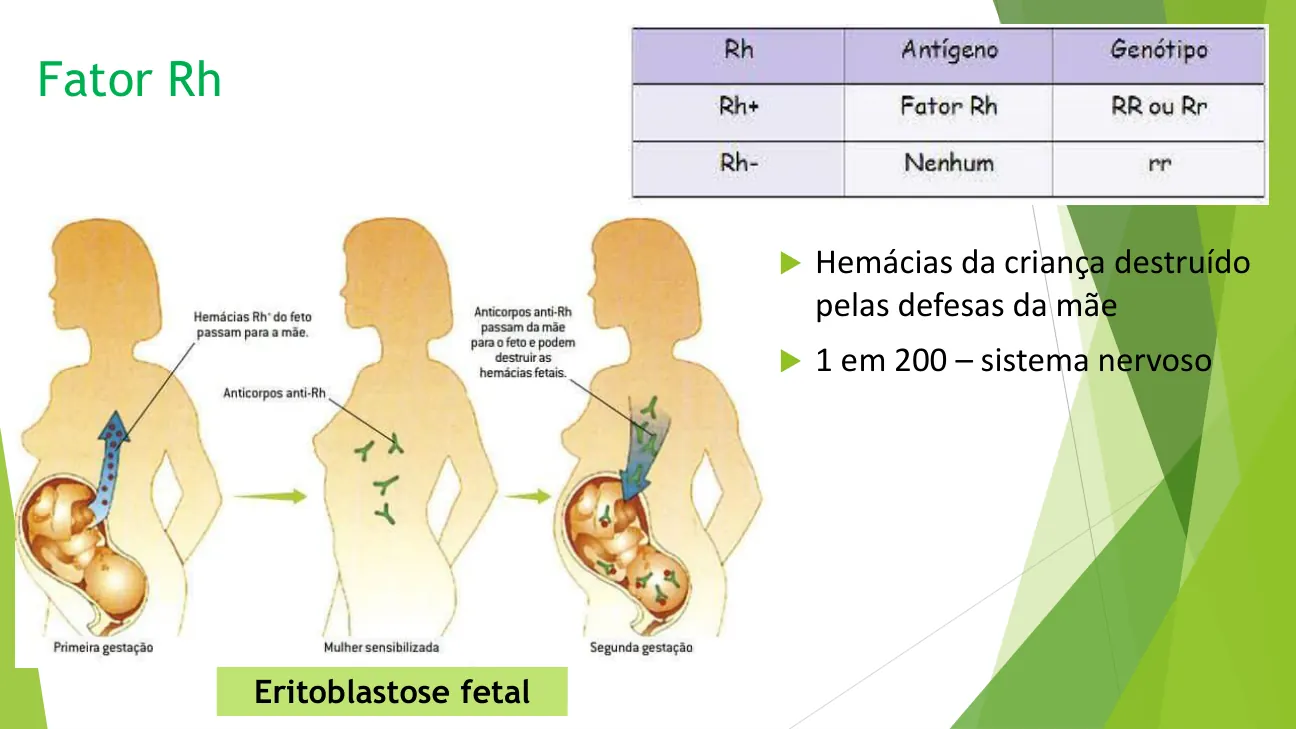 Fator Rh
Rh Antígeno Genótipo
Rh+ Fator Rh RR ou Rr
Rh- Nenhum rr
Hemácias Rh⁺ do feto
passam para a mãe.
Anticorpos anti-Rh
Anticorpos anti-Rh
passam da mãe
para o feto e podem
destruir as
hemácias fetais.
Primeira gestação
Mulher sensibilizada
Segunda gestação
Eritoblastose fetal
Hemácias da criança destruído
pelas defesas da mãe
1 em 200 – sistema nervoso